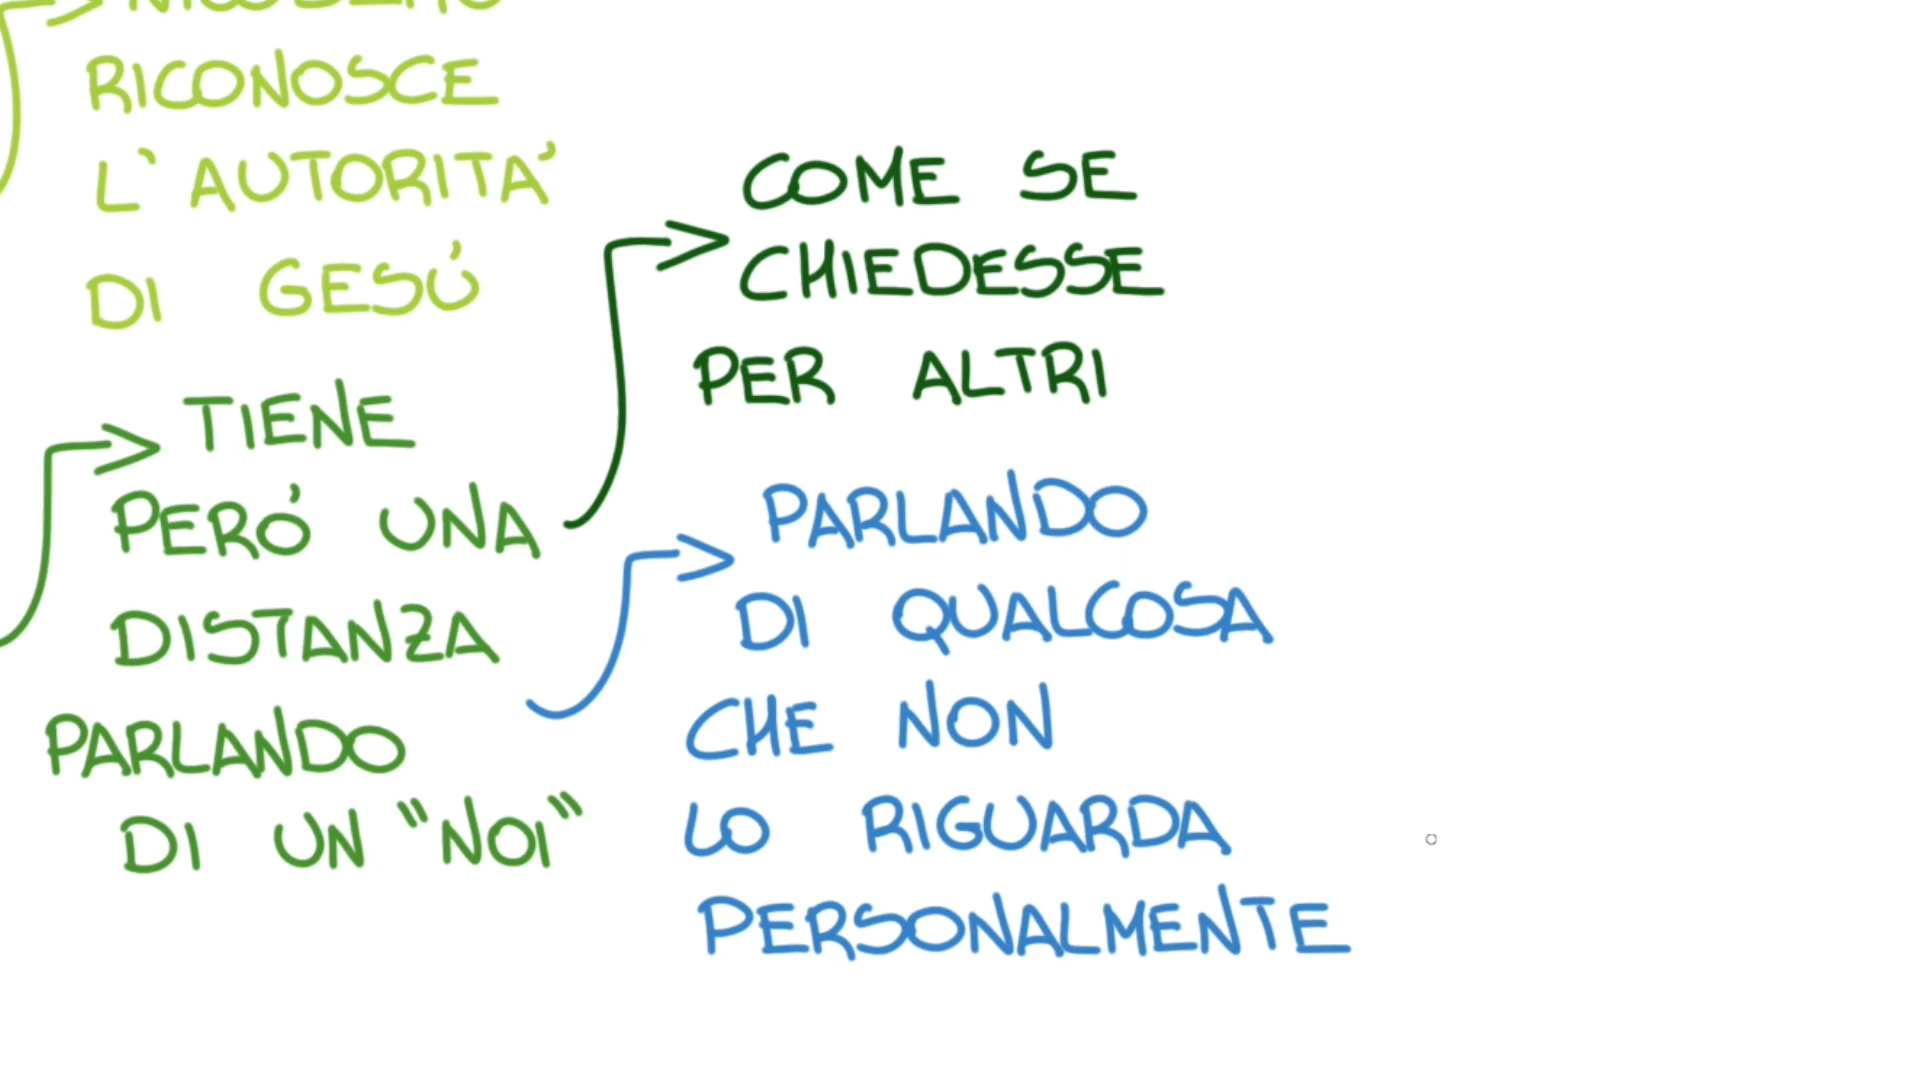 NICODEMO
RICONOSCE
L'AUTORITA'
DI GESÚ
TIENE
PERÓ UNA
DISTANZA
PARLANDO
DI UN "NOI"
COME SE
CHIEDESSE
PER ALTRI
PARLANDO
DI QUALCOSA
CHE NON
LO RIGUARDA
PERSONALMENTE